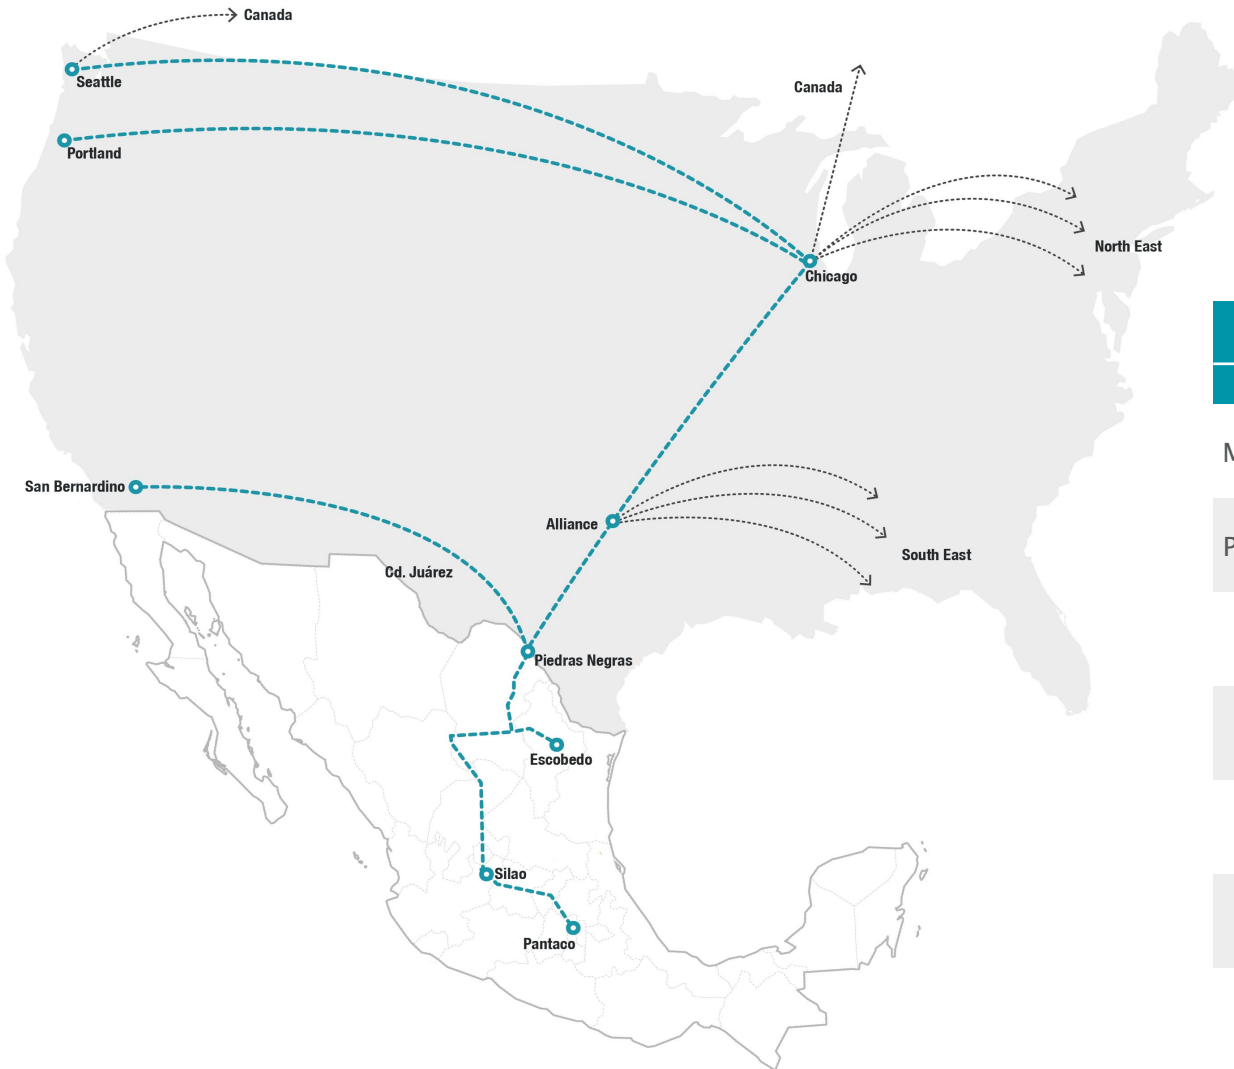 Canada
Seattle
Canada
Portland
North East
Chicago
San Bernardino
Alliance
South East
Cd. Juárez
Piedras Negras
Escobedo
Silao
Pantaco
M
P